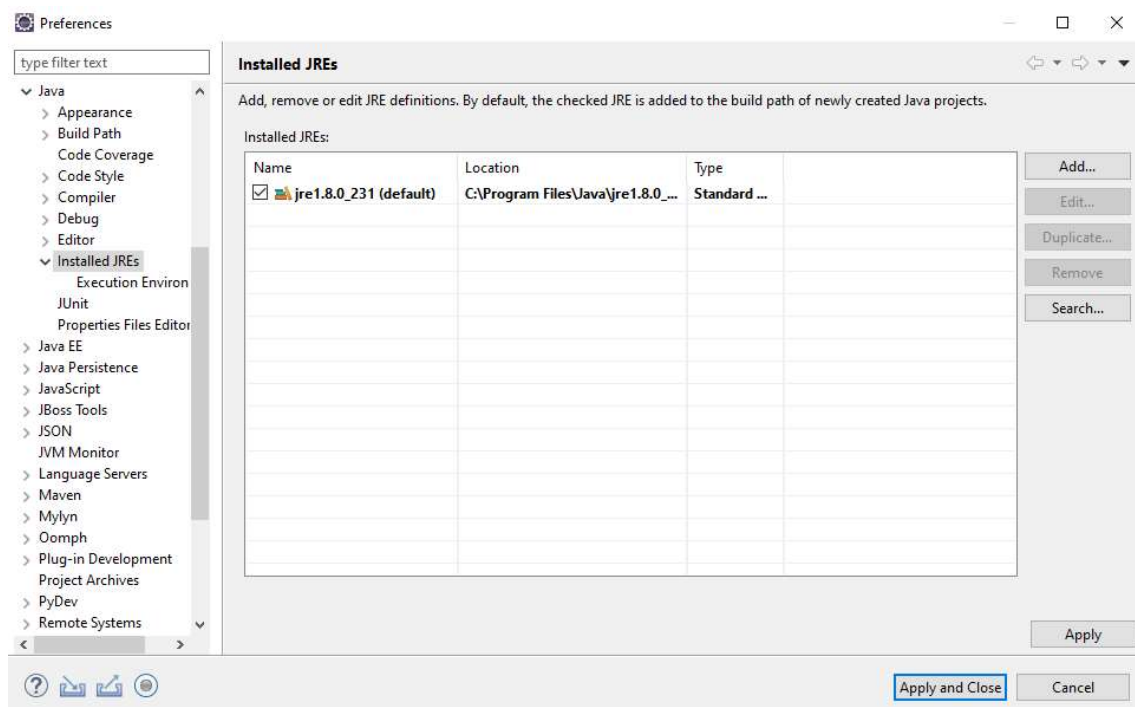 Preferences
type filter text
Java
Appearance
Build Path
Code Coverage
Code Style
Compiler
Debug
Editor
Installed JREs
Execution Environ
JUnit
Properties Files Editor
Java EE
Java Persistence
JavaScript
JBoss Tools
JSON
JVM Monitor
Language Servers
Maven
Mylyn
Oomph
Plug-in Development
Project Archives
PyDev
Remote Systems
Installed JREs
Add, remove or edit JRE definitions. By default, the checked JRE is added to the build path of newly created Java projects.
Installed JREs:
Name Location Type
jre1.8.0_231 (default) C:\Program Files\Java\jre1.8.0_... Standard ...
Add...
Edit...
Duplicate...
Remove
Search...
Apply
Apply and Close Cancel